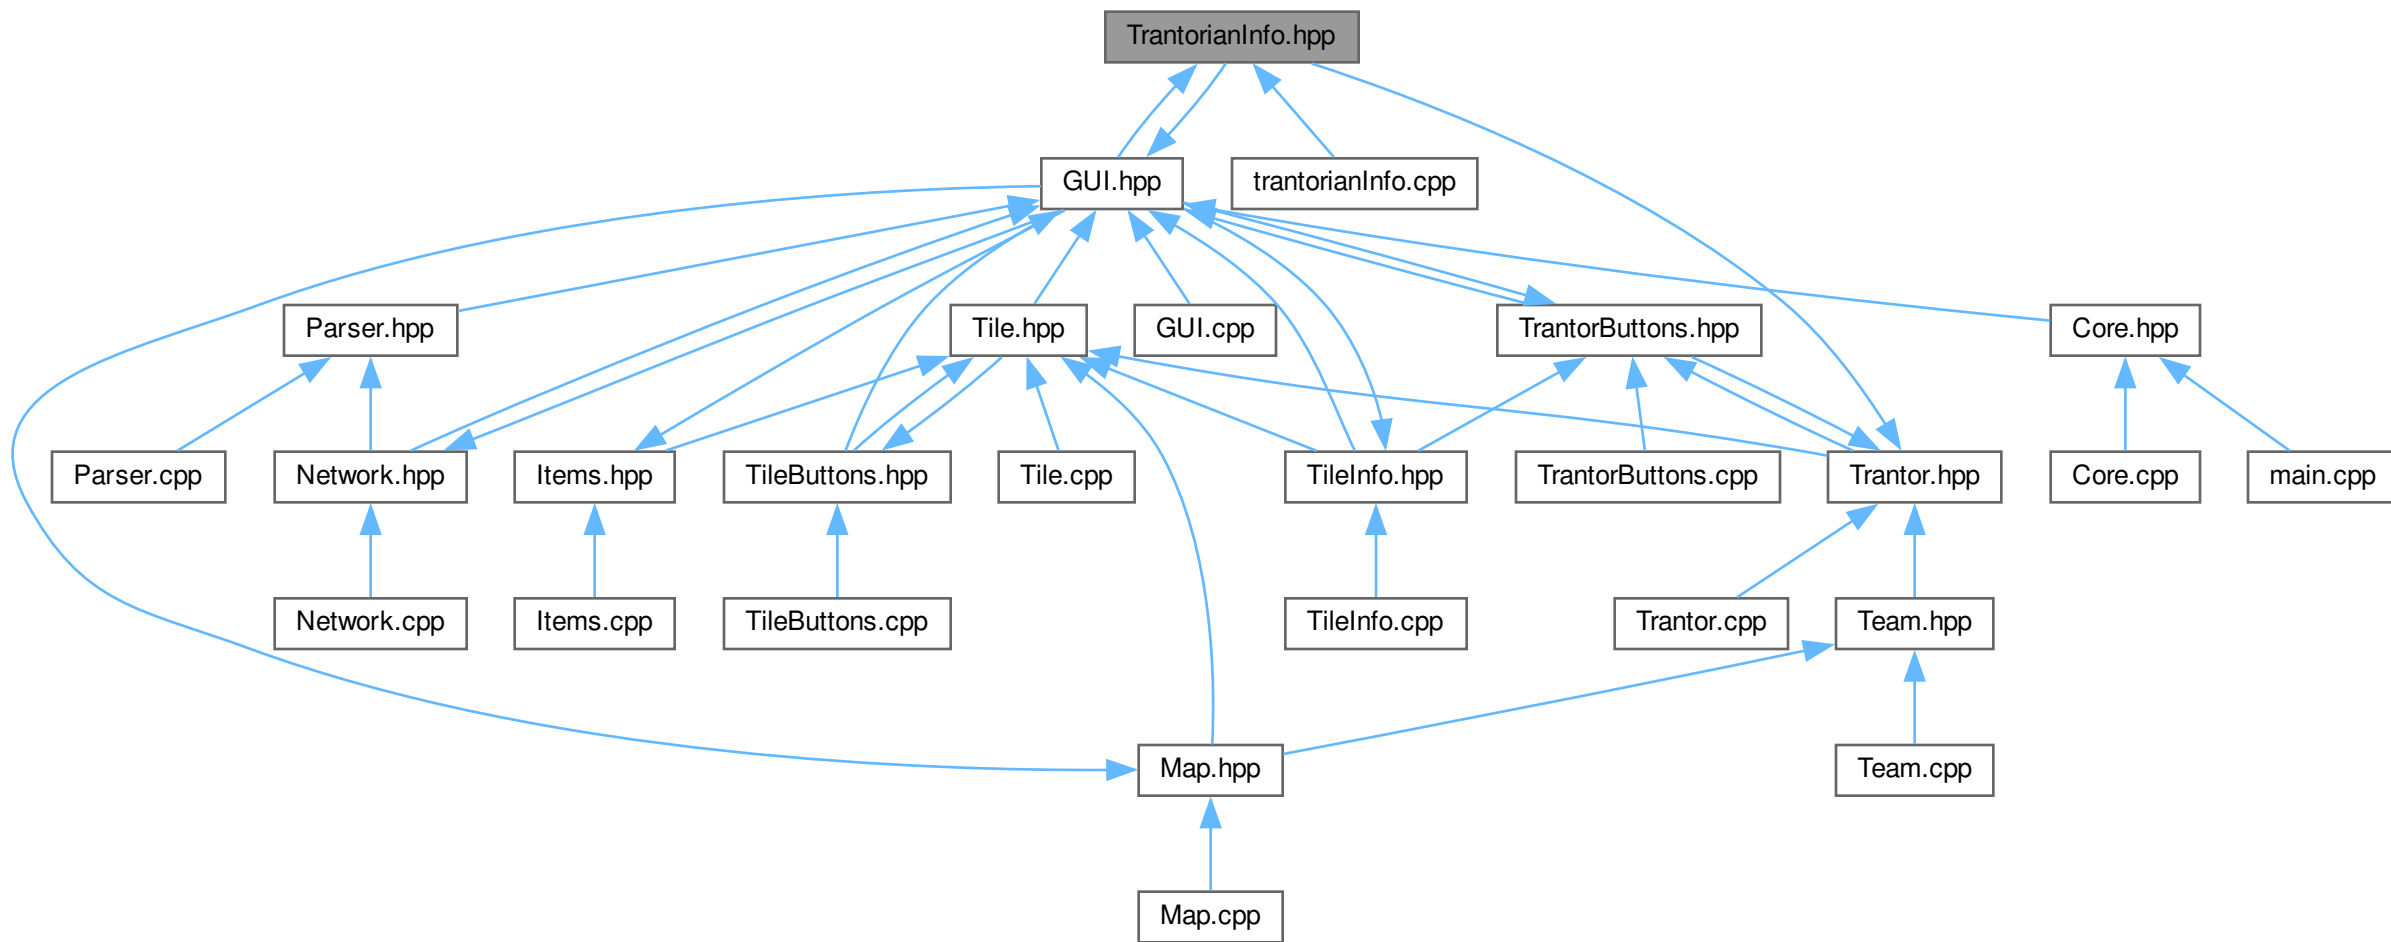 TrantorianInfo.hpp
GUI.hpp
trantorianInfo.cpp
Parser.hpp
Tile.hpp
GUI.cpp
TrantorButtons.hpp
Core.hpp
Parser.cpp
Network.hpp
Items.hpp
TileButtons.hpp
Tile.cpp
TileInfo.hpp
TrantorButtons.cpp
Trantor.hpp
Core.cpp
main.cpp
Network.cpp
Items.cpp
TileButtons.cpp
TileInfo.cpp
Trantor.cpp
Team.hpp
Map.hpp
Team.cpp
Map.cpp